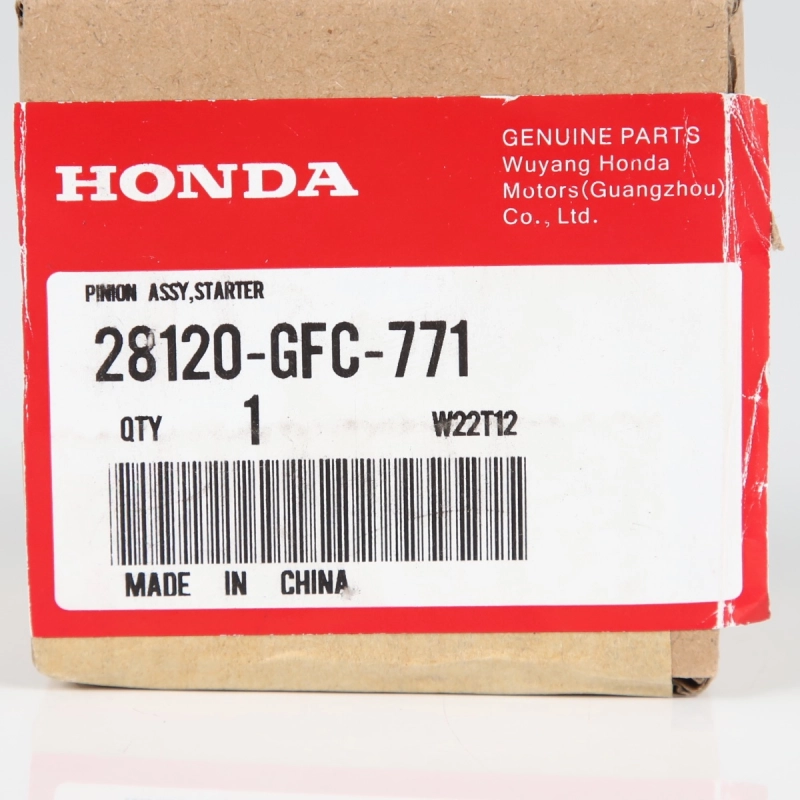 HONDA
GENUINE PARTS
Wuyang Honda
Motors(Guangzhou)
Co., Ltd.
PINION ASSY,STARTER
28120-GFC-771
QTY 1 W22T12
MADE IN CHINA